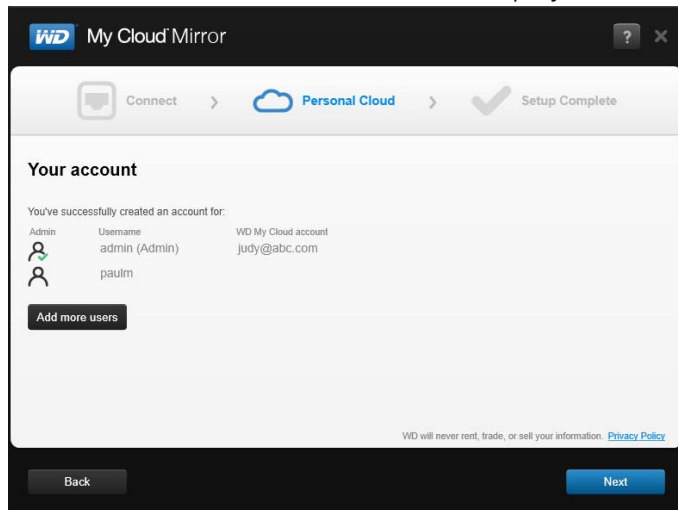 WD My Cloud Mirror ?
Connect > Personal Cloud > Setup Complete
Your account
You've successfully created an account for:
Admin Username WD My Cloud account
admin (Admin) judy@abc.com
paulm
Add more users
WD will never rent, trade, or sell your information. Privacy Policy
Back Next